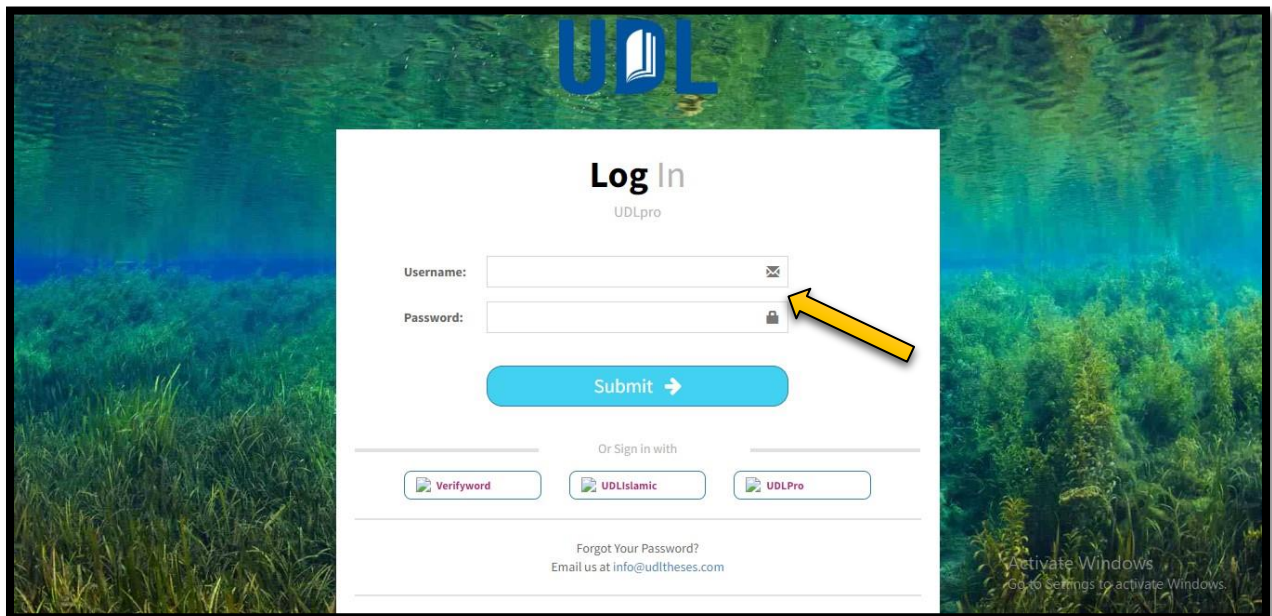 UDL
Log In
UDLpro
Username:
Password:
Submit
Or Sign in with
Verifyword
UDLIslamic
UDLPro
Forgot Your Password?
Email us at info@udltheses.com
Activate Windows
Go to Settings to activate Windows.